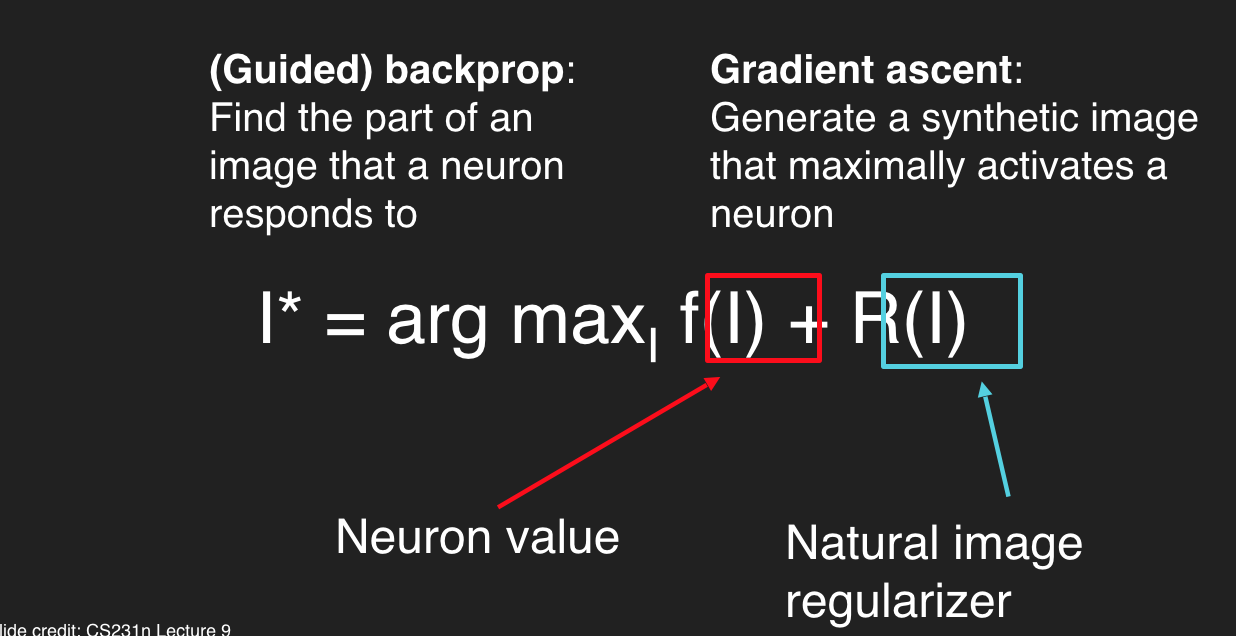 (Guided) backprop:
Find the part of an
image that a neuron
responds to
Gradient ascent:
Generate a synthetic image
that maximally activates a
neuron
I* = arg max_I f(I) + R(I)
Neuron value
Natural image
regularizer
lide credit: CS231n Lecture 9